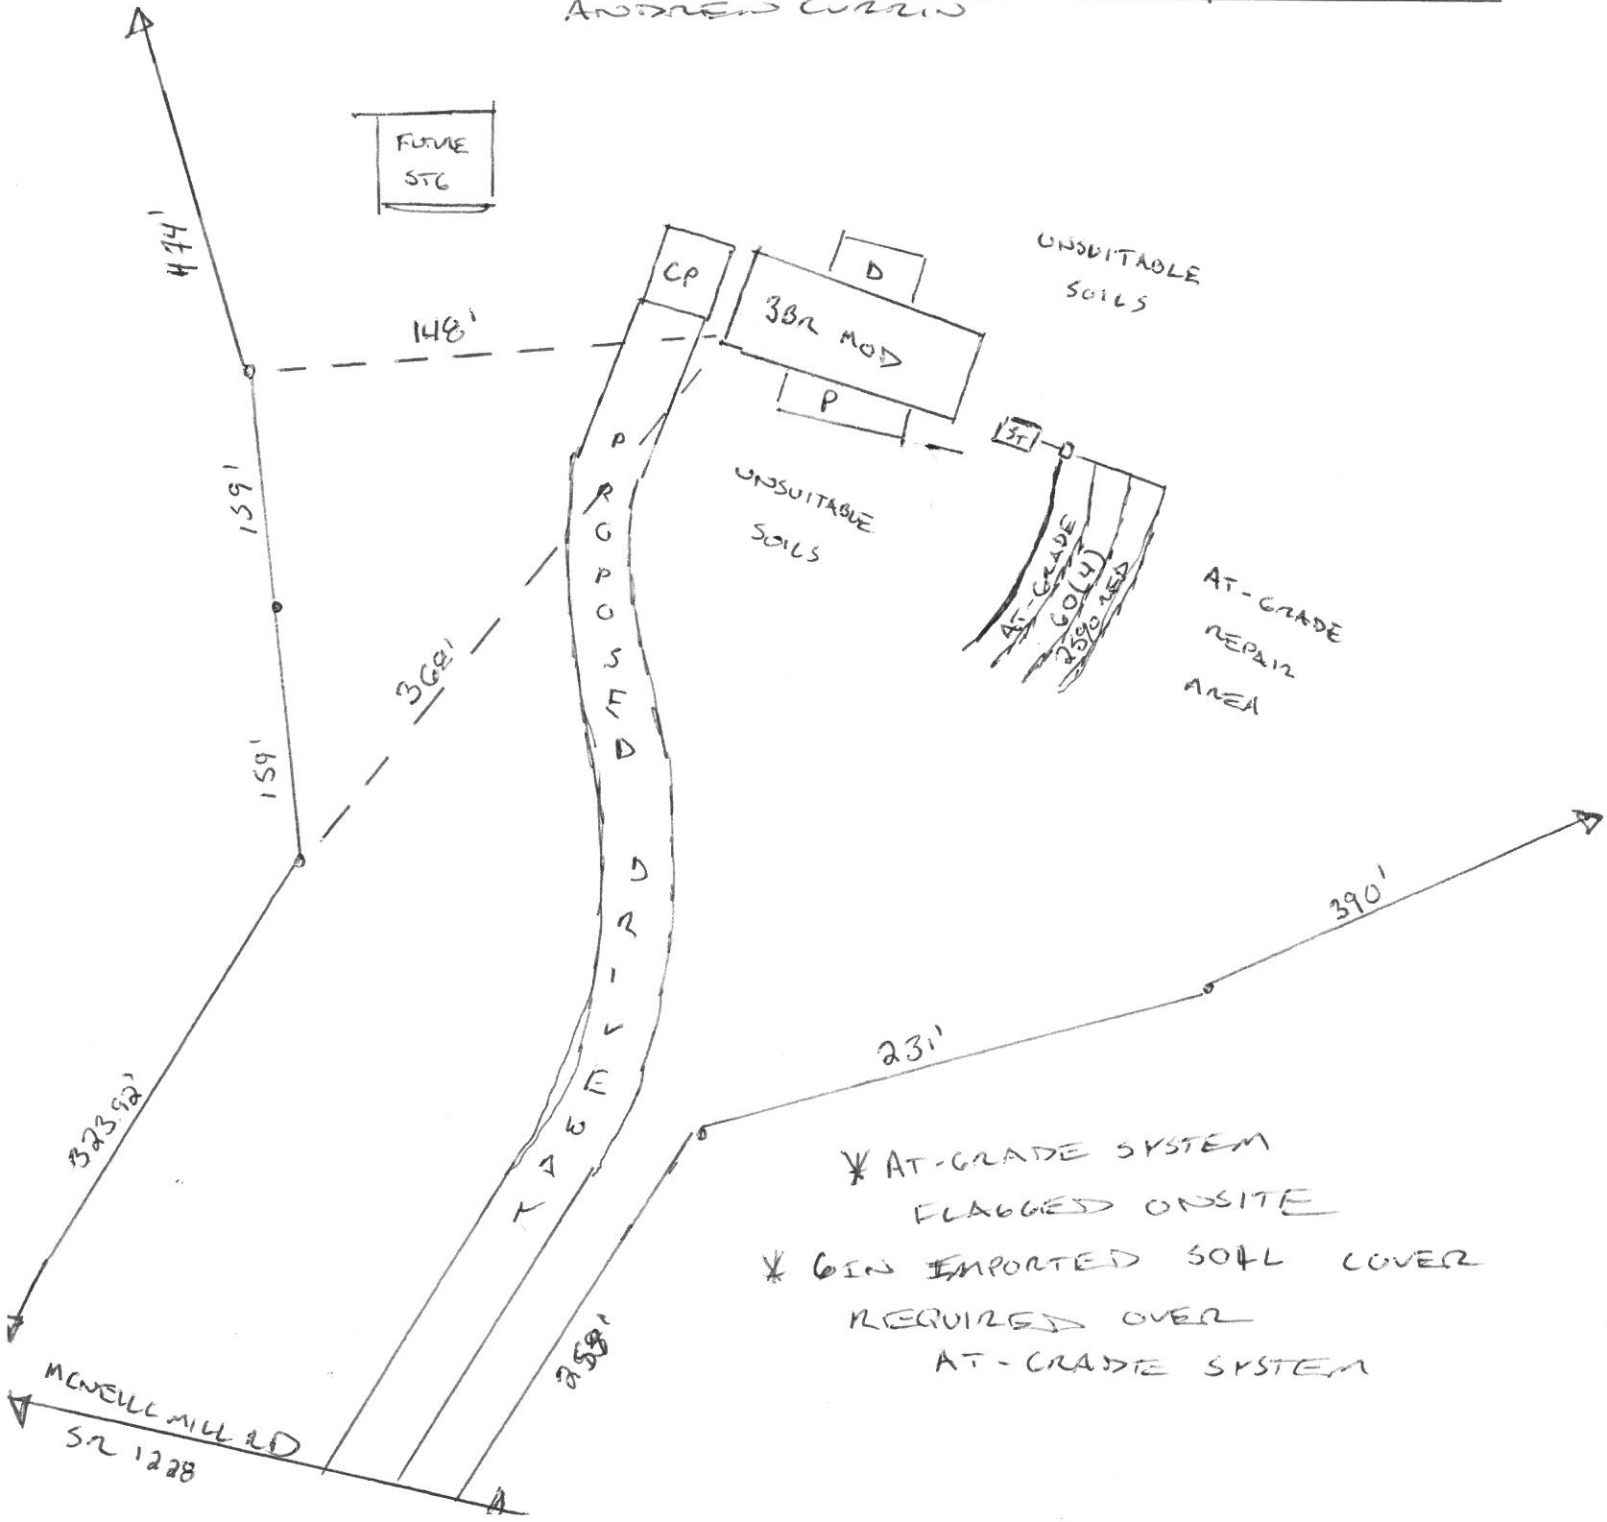 ANDREW CURRIN
FUTURE
STG
474'
CP
D
3BR MOD
P
UNSUITABLE
SOILS
148'
ST
159'
UNSUITABLE
SOILS
AT-GRADE
60(4)
25% RED
AT-GRADE
REPAIR
AREA
368'
PROPOSED DRIVEWAY
159'
390'
231'
323.92'
* AT-GRADE SYSTEM
FLAGGED ONSITE
* 6IN IMPORTED SOIL COVER
REQUIRED OVER
AT-GRADE SYSTEM
MCNEILL MILL RD
SR 1228